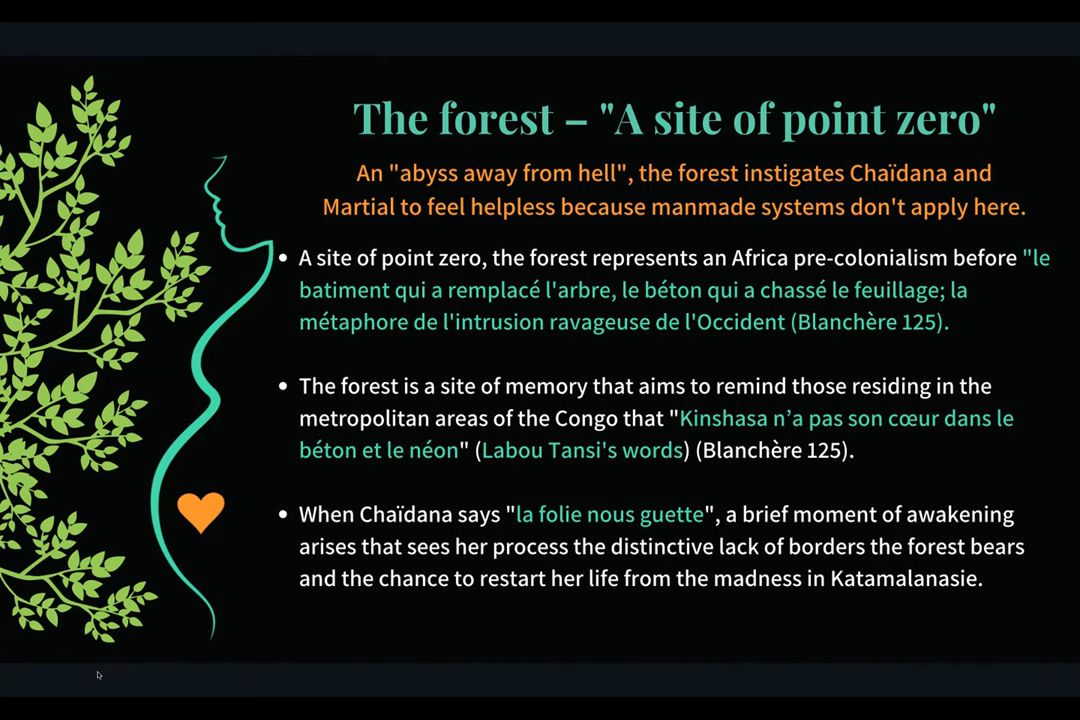 The forest – "A site of point zero"
An "abyss away from hell", the forest instigates Chaïdana and
Martial to feel helpless because manmade systems don't apply here.
• A site of point zero, the forest represents an Africa pre-colonialism before "le
batiment qui a remplacé l'arbre, le béton qui a chassé le feuillage; la
métaphore de l'intrusion ravageuse de l'Occident (Blanchère 125).
• The forest is a site of memory that aims to remind those residing in the
metropolitan areas of the Congo that "Kinshasa n’a pas son cœur dans le
béton et le néon" (Labou Tansi's words) (Blanchère 125).
• When Chaïdana says "la folie nous guette", a brief moment of awakening
arises that sees her process the distinctive lack of borders the forest bears
and the chance to restart her life from the madness in Katamalanasie.